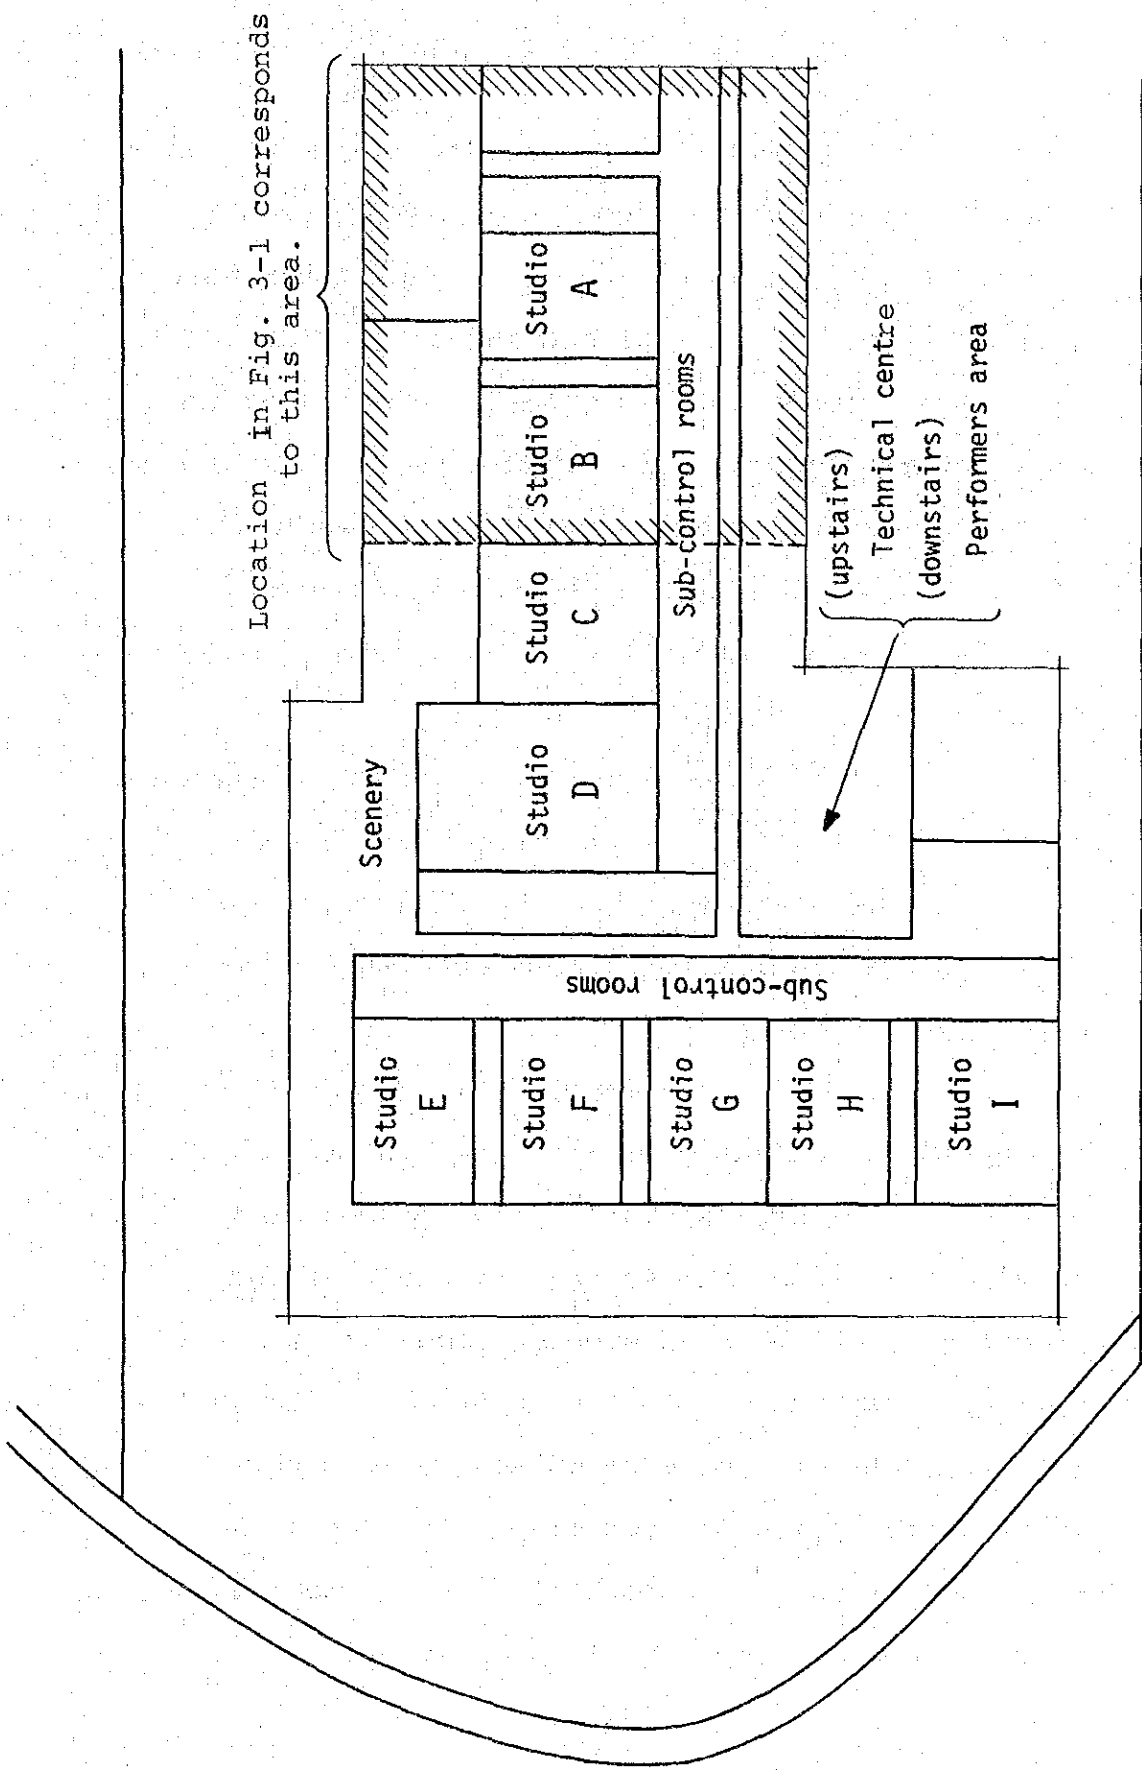 Location in Fig. 3-1 corresponds
to this area.
Scenery
Studio
D
Studio
C
Studio
B
Studio
A
Sub-control rooms
Sub-control rooms
Studio
E
Studio
F
Studio
G
Studio
H
Studio
I
(upstairs)
Technical centre
(downstairs)
Performers area